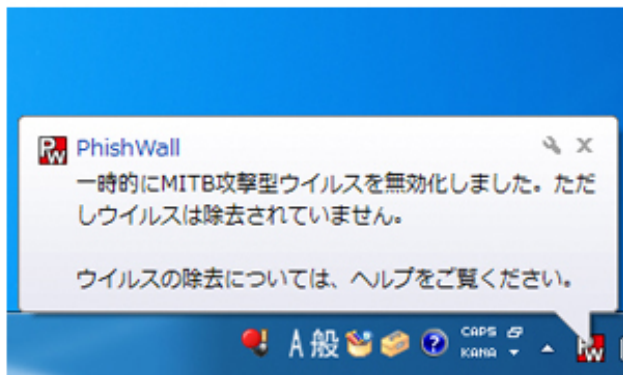 PhishWall
一時的にMITB攻撃型ウイルスを無効化しました。ただ
しウイルスは除去されていません。
ウイルスの除去については、ヘルプをご覧ください。
A 般 CAPS
KANA
PW